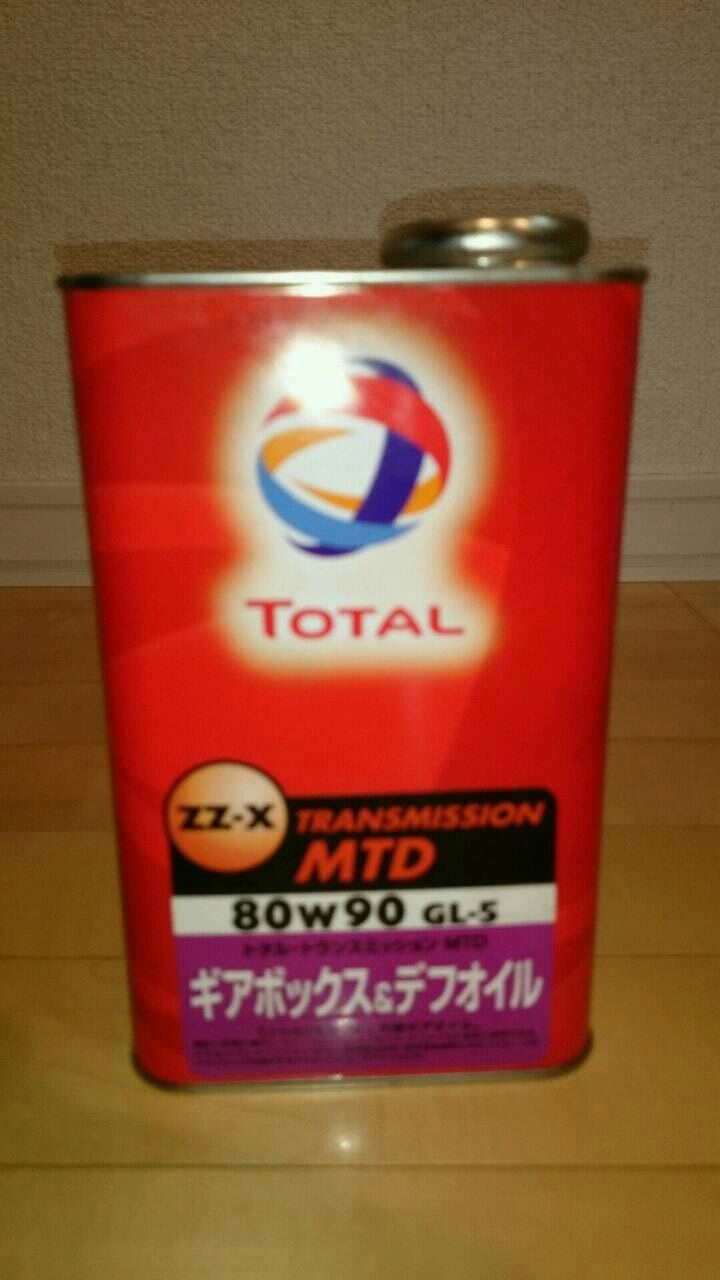 TOTAL
ZZ-X
TRANSMISSION
MTD
80W90 GL-5
トタル・トランスミッション MTD
ギアボックス&デフオイル